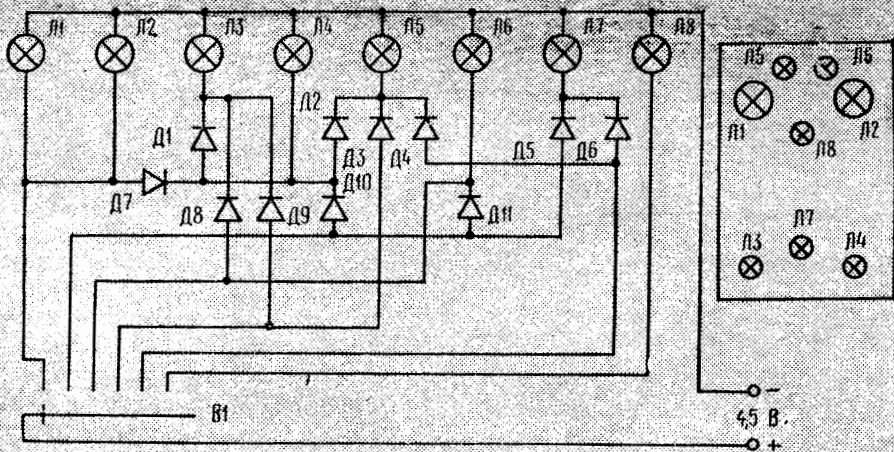 Л1 Л2 Л3 Л4 Л5 Л6 Л7 Л8
Л5 Л6
Л1 Л2
Л8
Д1 Д2
Д3 Д4 Д5 Д6
Д7 Д10
Д8 Д9 Д11
Л7
Л3 Л4
В1
−
4,5 В.
+